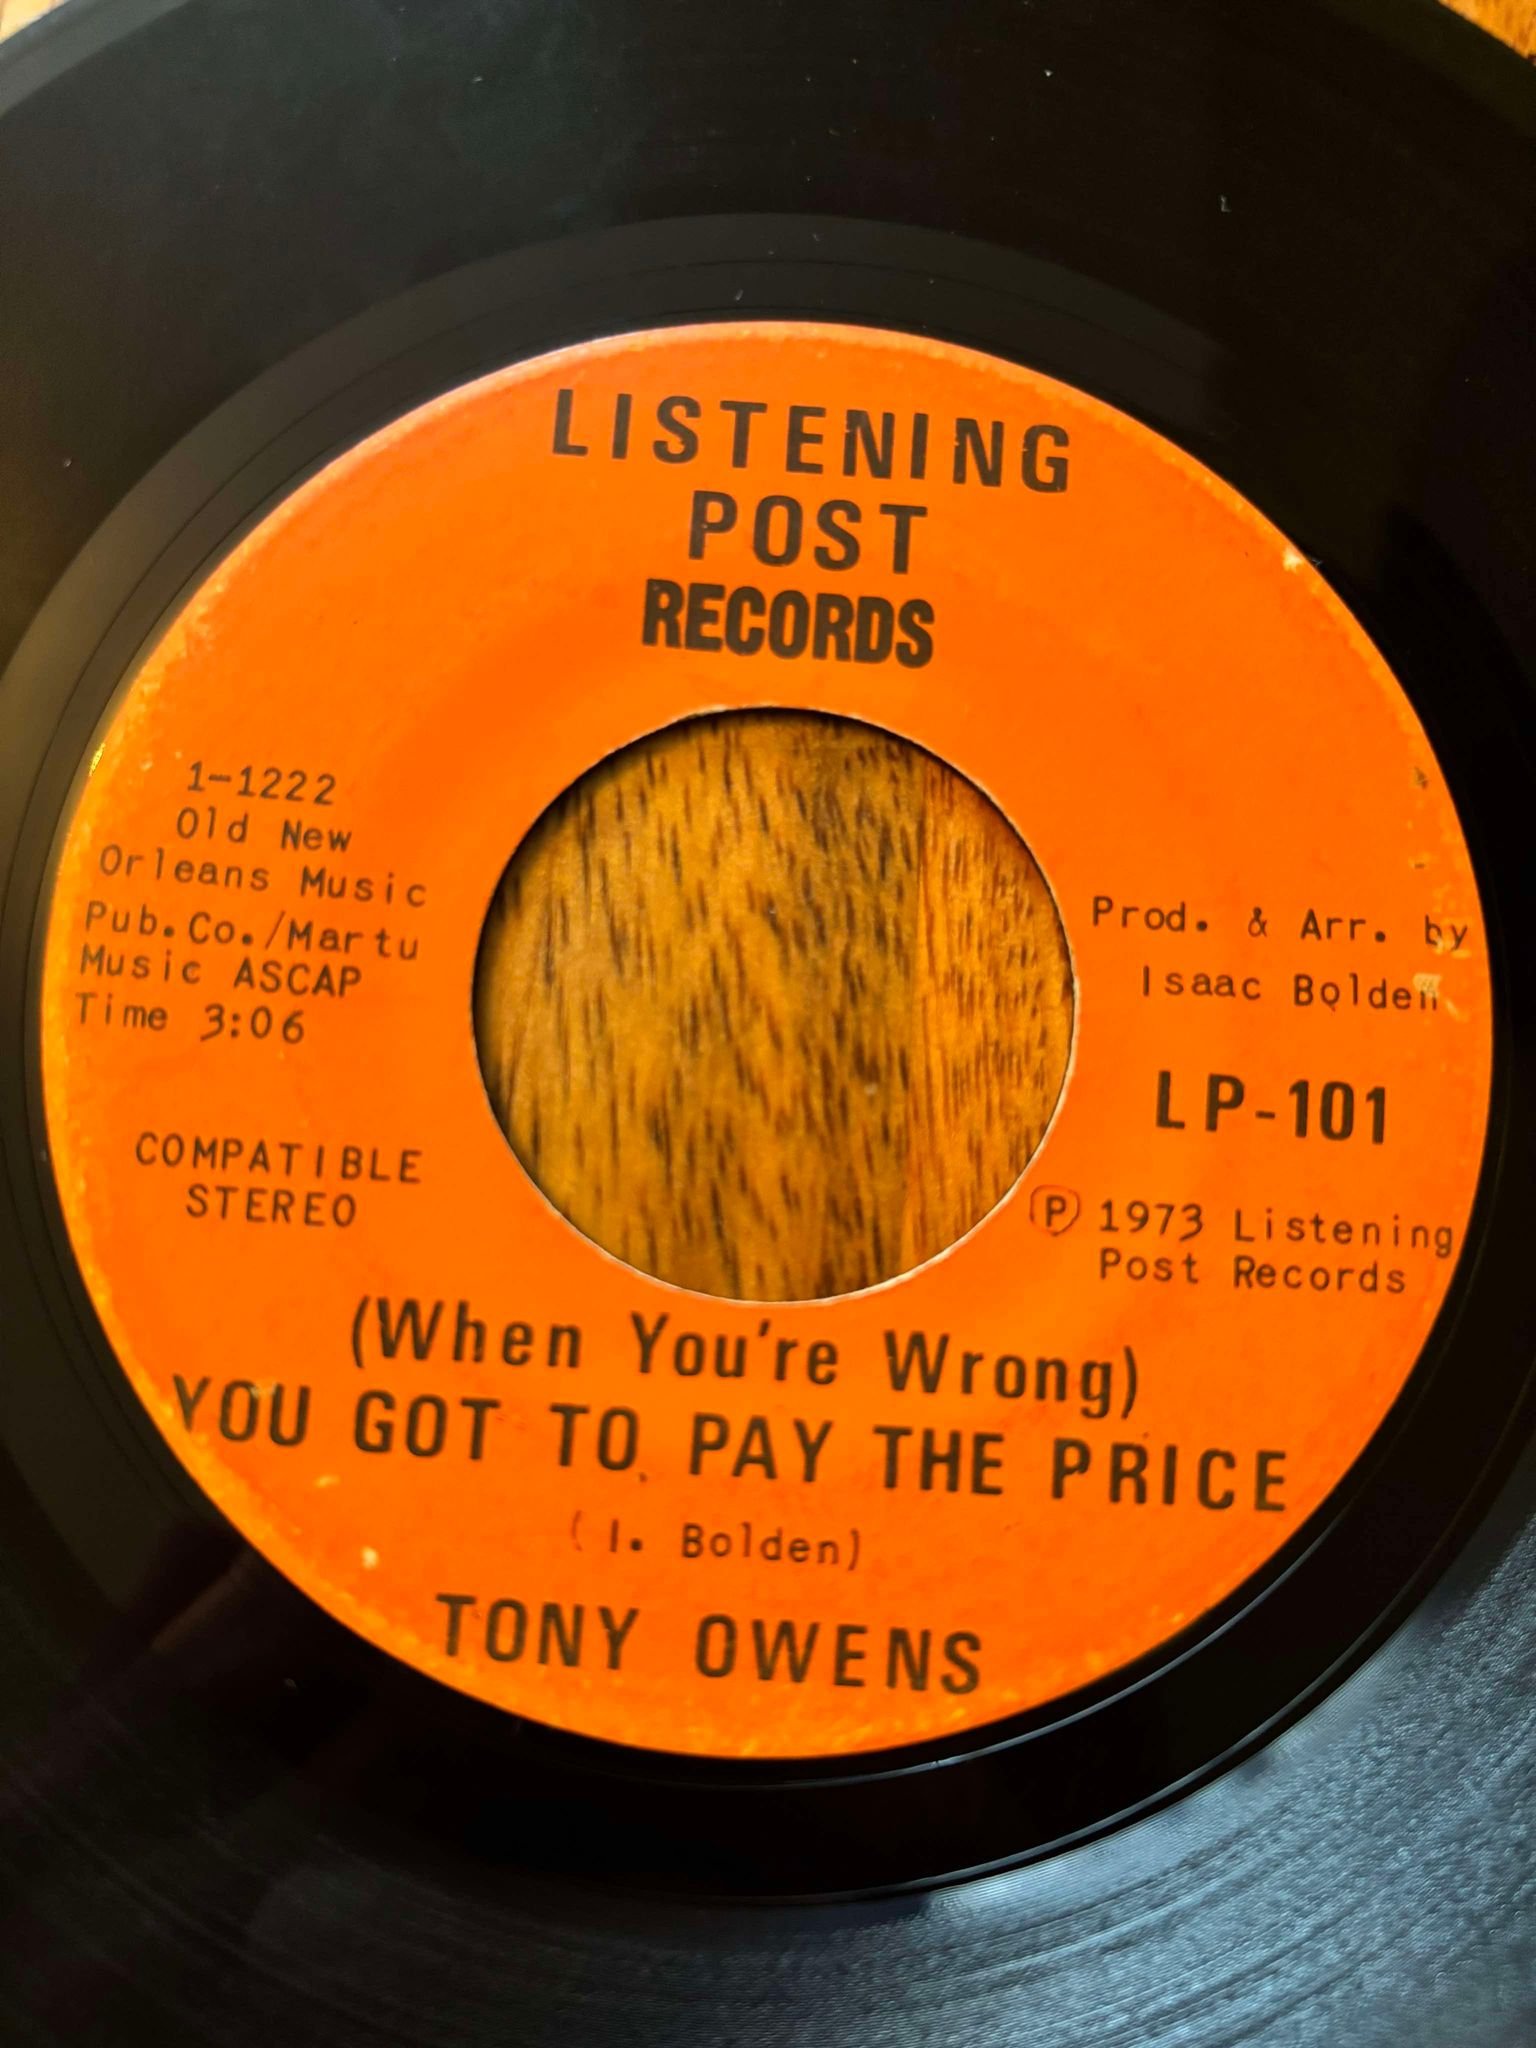 LISTENING
POST
RECORDS
1-1222
Old New
Orleans Music
Pub.Co./Martu
Music ASCAP
Time 3:06
COMPATIBLE
STEREO
Prod. & Arr. by
Isaac Bolden
LP-101
Ⓟ 1973 Listening
Post Records
(When You're Wrong)
YOU GOT TO PAY THE PRICE
(I. Bolden)
TONY OWENS